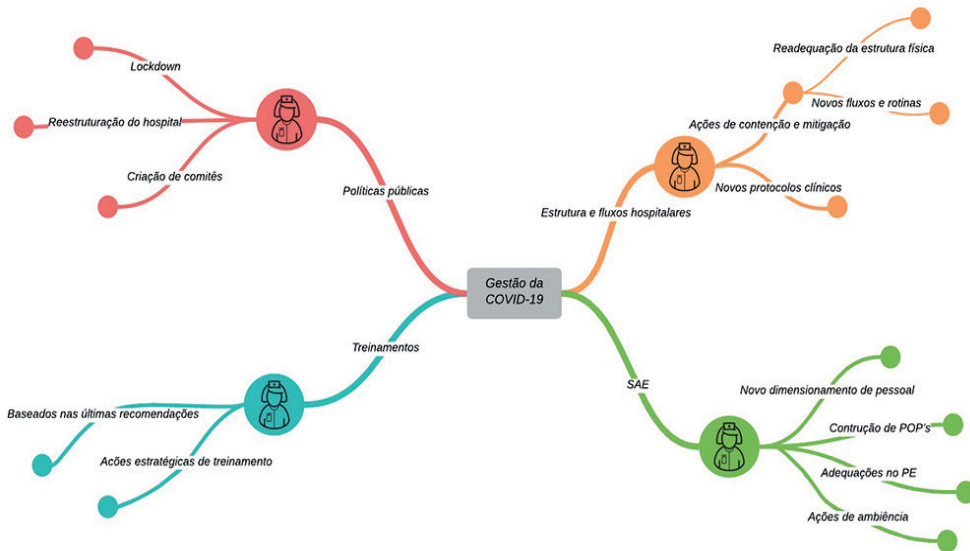 Lockdown
Reestruturação do hospital
Criação de comitês
Políticas públicas
Readequação da estrutura física
Novos fluxos e rotinas
Ações de contenção e mitigação
Novos protocolos clínicos
Estrutura e fluxos hospitalares
Gestão da
COVID-19
Treinamentos
Baseados nas últimas recomendações
Acões estratégicas de treinamento
SAE
Novo dimensionamento de pessoal
Contrução de POP's
Adequações no PE
Ações de ambiência